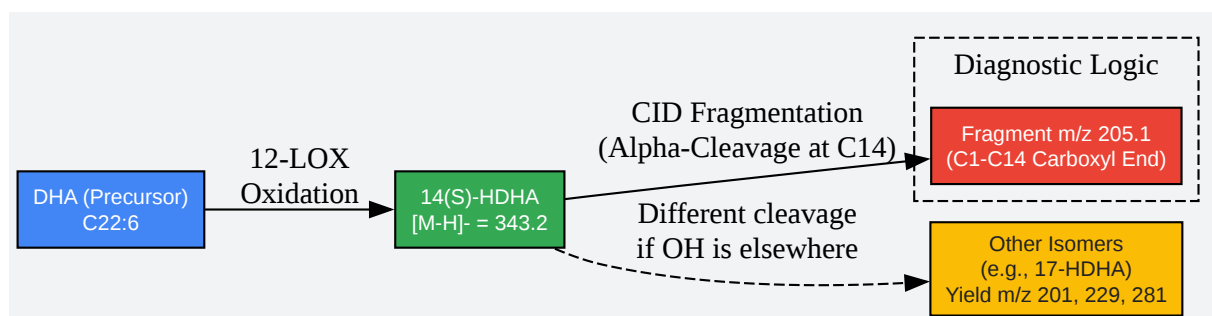 DHA (Precursor)
C22:6
12-LOX
Oxidation
14(S)-HDHA
[M-H]- = 343.2
CID Fragmentation
(Alpha-Cleavage at C14)
Different cleavage
if OH is elsewhere
Diagnostic Logic
Fragment m/z 205.1
(C1-C14 Carboxyl End)
Other Isomers
(e.g., 17-HDHA)
Yield m/z 201, 229, 281